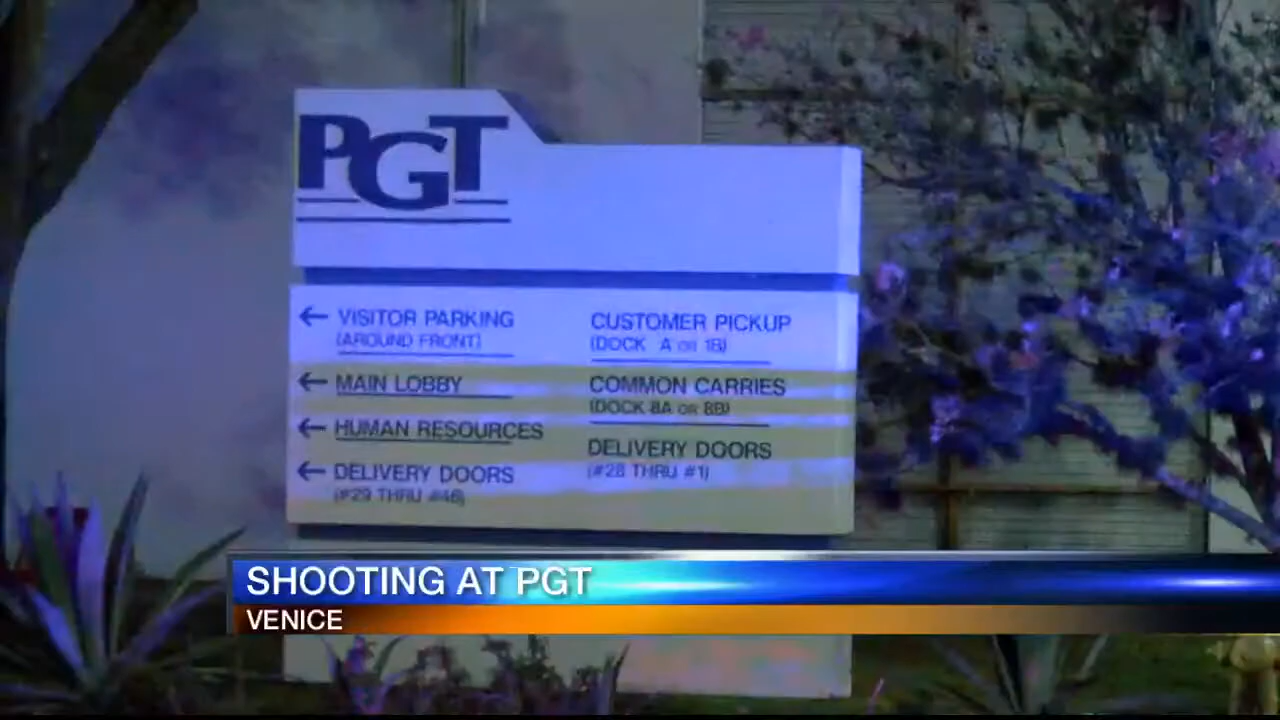 PGT
← VISITOR PARKING
(AROUND FRONT)
← MAIN LOBBY
← HUMAN RESOURCES
← DELIVERY DOORS
(#29 THRU #46)
CUSTOMER PICKUP
(DOCK A OR 1B)
COMMON CARRIES
(DOCK 8A OR 8B)
DELIVERY DOORS
(#28 THRU #1)
SHOOTING AT PGT
VENICE